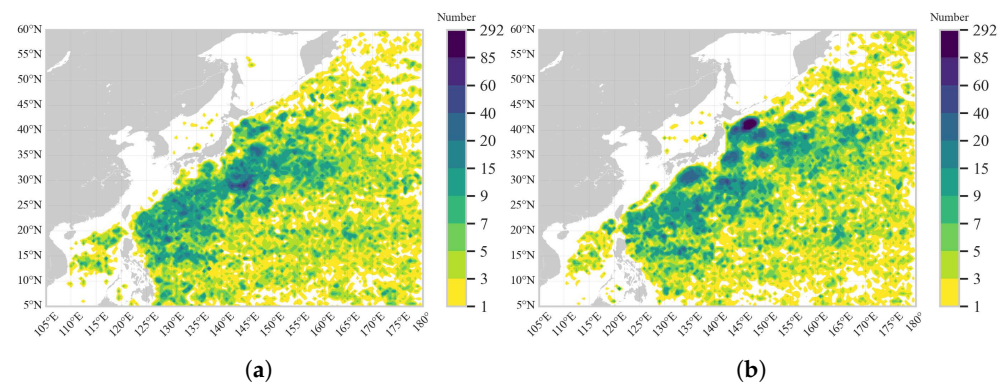 Number
60°N
55°N
50°N
45°N
40°N
35°N
30°N
25°N
20°N
15°N
10°N
5°N
105°E
110°E
115°E
120°E
125°E
130°E
135°E
140°E
145°E
150°E
155°E
160°E
165°E
170°E
175°E
180°
292
85
60
40
20
15
9
7
5
3
1
(a)
Number
60°N
55°N
50°N
45°N
40°N
35°N
30°N
25°N
20°N
15°N
10°N
5°N
105°E
110°E
115°E
120°E
125°E
130°E
135°E
140°E
145°E
150°E
155°E
160°E
165°E
170°E
175°E
180°
292
85
60
40
20
15
9
7
5
3
1
(b)